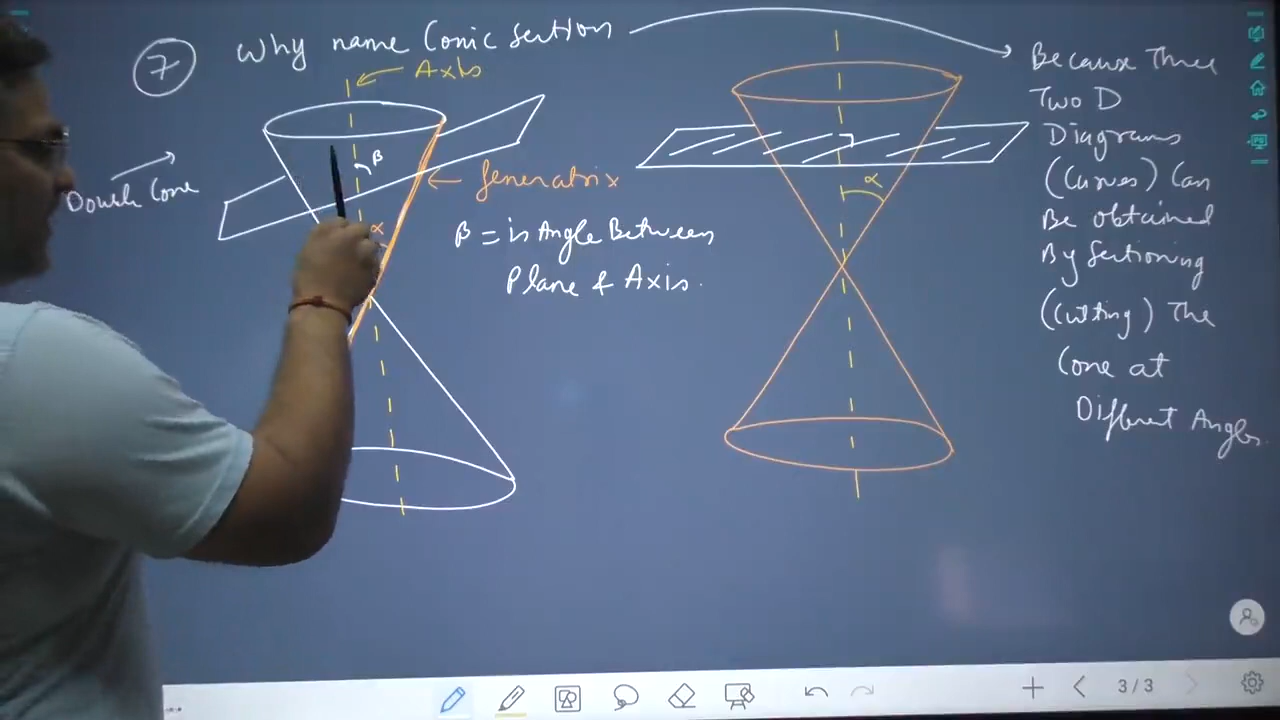 7
Why name Conic Section
Axis
Double Cone
β
α
Generatrix
β = is Angle Between
Plane & Axis.
α
Because These
Two D
Diagrams
(Curves) Can
Be obtained
By Sectioning
(Cutting) The
Cone at
Different Angles.
3/3